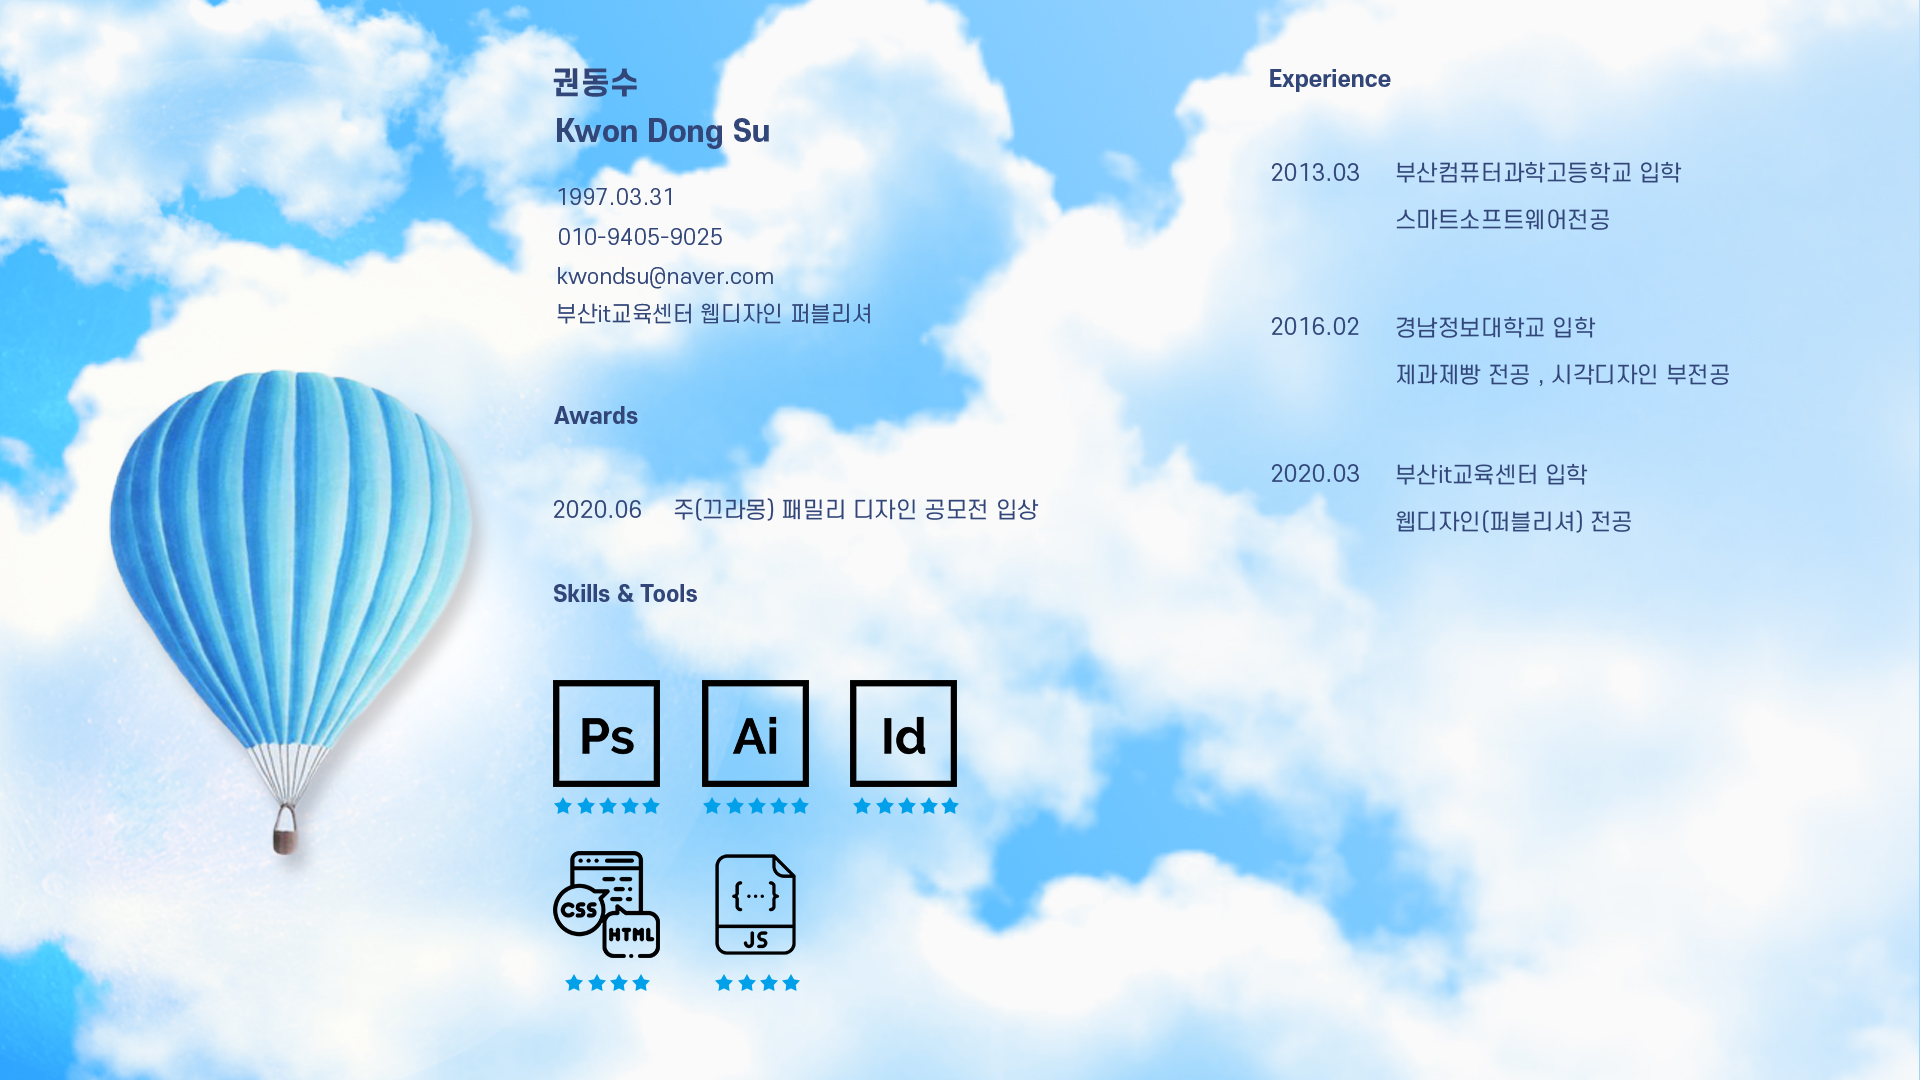 권동수
Kwon Dong Su
1997.03.31
010-9405-9025
kwondsu@naver.com
부산it교육센터 웹디자인 퍼블리셔
Awards
2020.06 주(끄라몽) 패밀리 디자인 공모전 입상
Skills & Tools
Ps Ai Id
CSS
HTML
{...}
JS
Experience
2013.03 부산컴퓨터과학고등학교 입학
스마트소프트웨어전공
2016.02 경남정보대학교 입학
제과제빵 전공 , 시각디자인 부전공
2020.03 부산it교육센터 입학
웹디자인(퍼블리셔) 전공